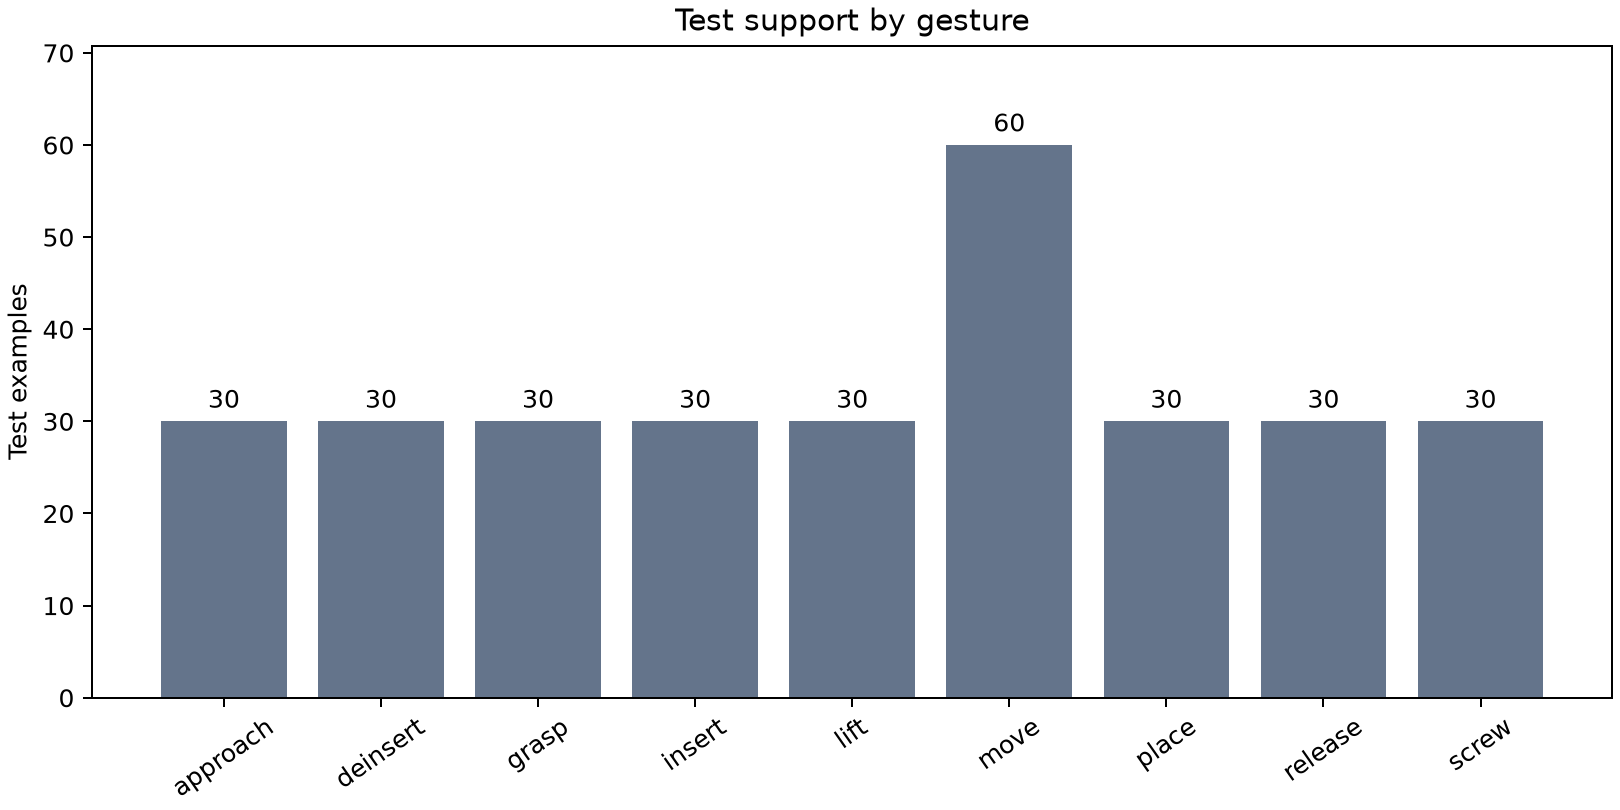 Test support by gesture
Test examples
70
60
50
40
30
20
10
0
30
30
30
30
30
60
30
30
30
approach
deinsert
grasp
insert
lift
move
place
release
screw